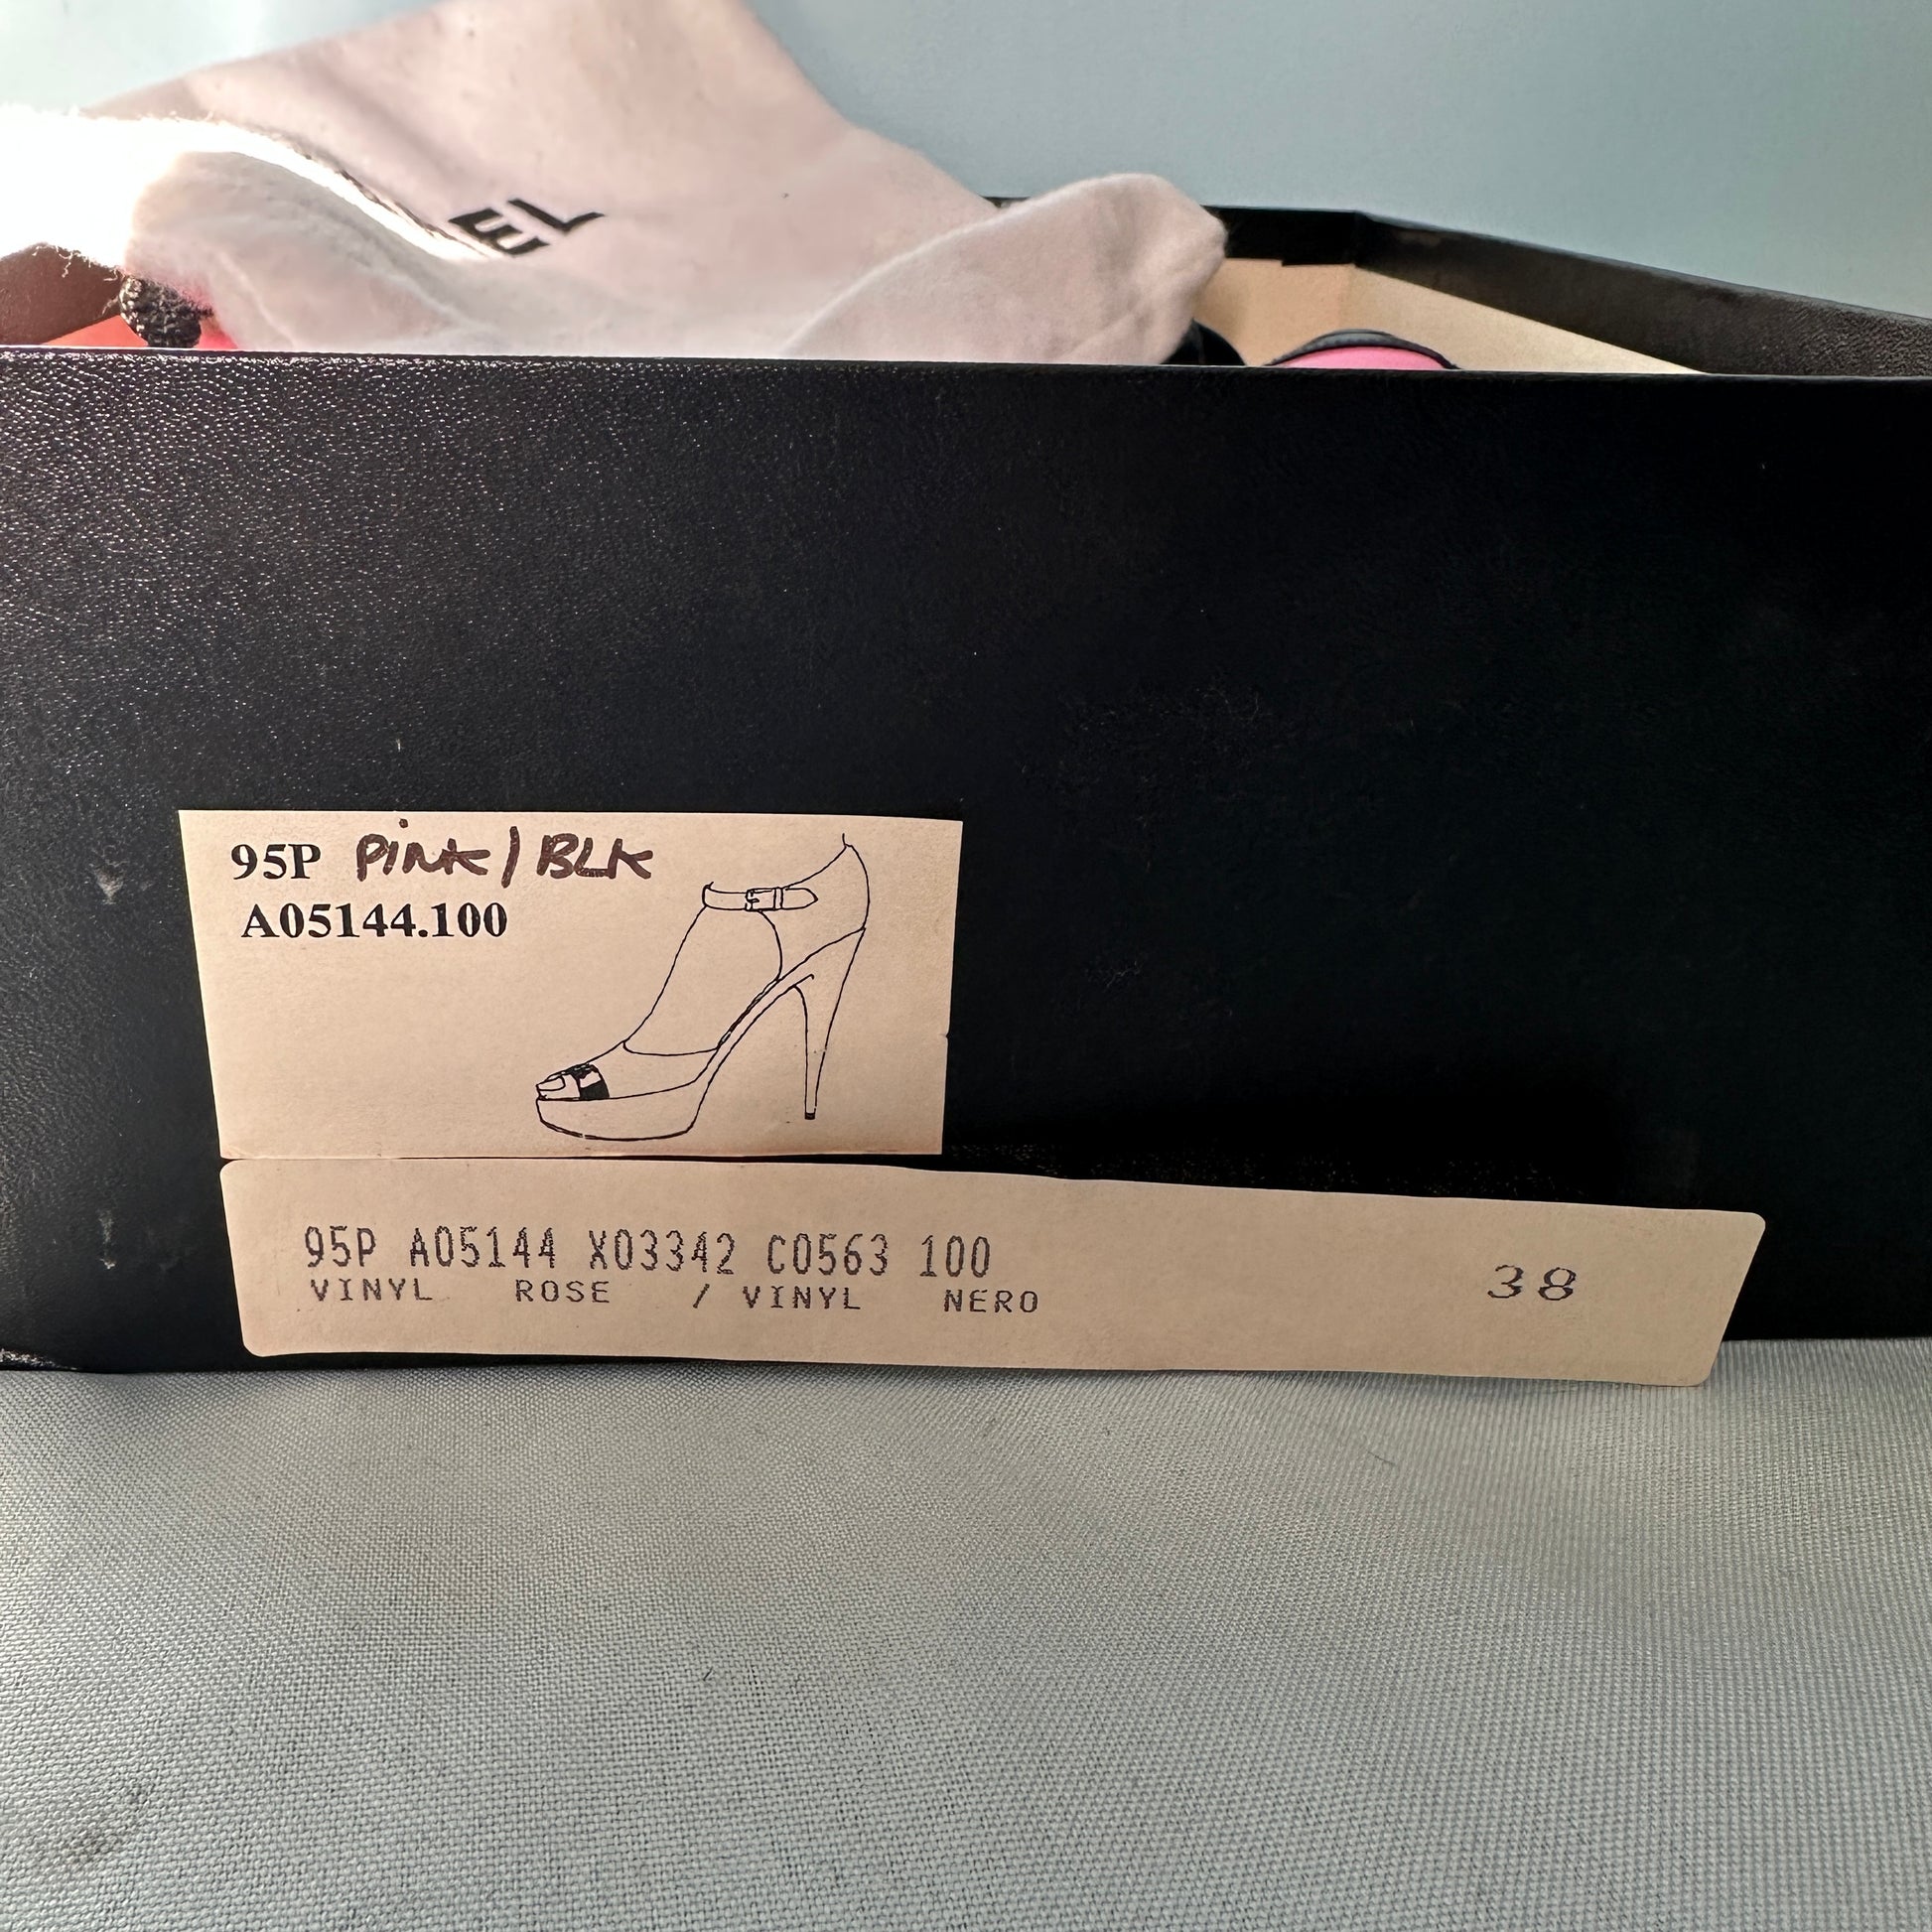 EL
95P PINK / BLK
A05144.100
95P A05144 X03342 C0563 100
VINYL ROSE / VINYL NERO
38